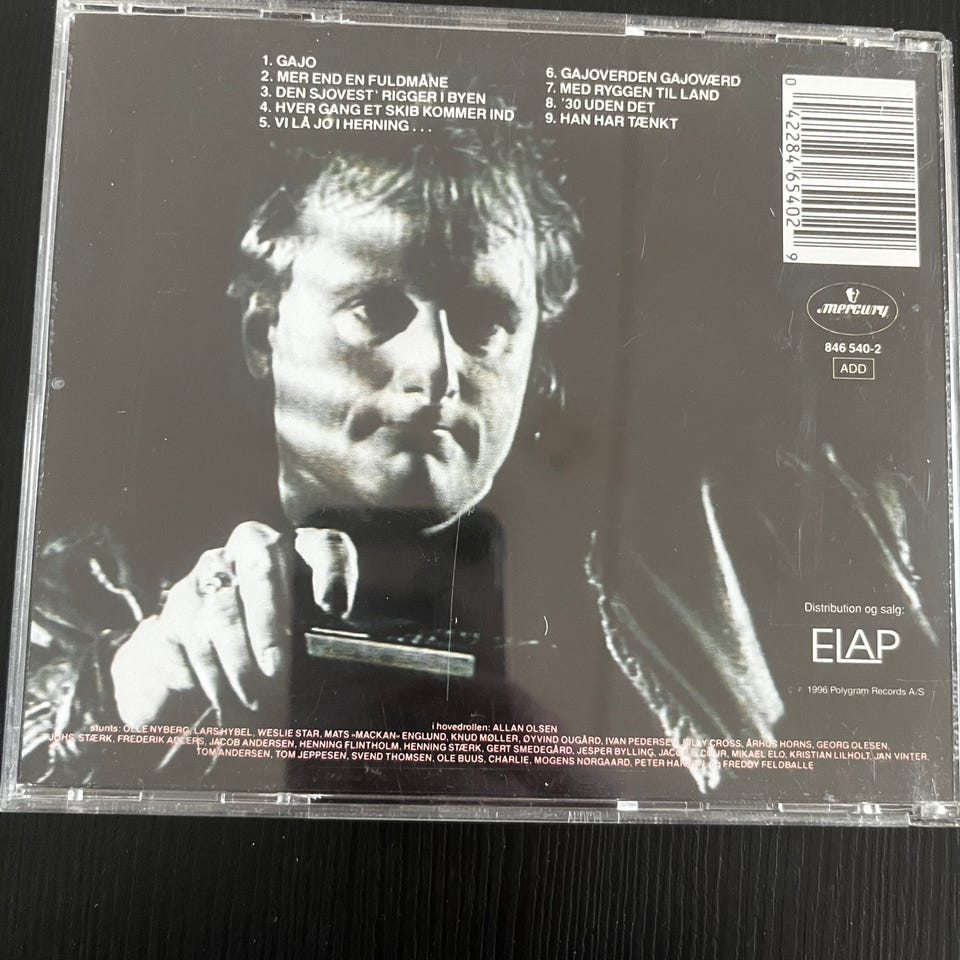 1. GAJO
2. MER END EN FULDMÅNE
3. DEN SJOVEST' RIGGER I BYEN
4. HVER GANG ET SKIB KOMMER IND
5. VI LÅ JO I HERNING . . .
6. GAJOVERDEN GAJOVÆRD
7. MED RYGGEN TIL LAND
8. '30 UDEN DET
9. HAN HAR TÆNKT
0 42284 65402 9
mercury
846 540-2
ADD
Distribution og salg:
ELAP
1996 Polygram Records A/S
i hovedrollen: ALLAN OLSEN
stunts: OLLE NYBERG, LARS HYBEL, WESLIE STAR, MATS »MACKAN« ENGLUND, KNUD MØLLER, ØYVIND OUGÅRD, IVAN PEDERSEN, BILLY CROSS, ÅRHUS HORNS, GEORG OLESEN,
STÆRK, FREDERIK ADLERS, JACOB ANDERSEN, HENNING FLINTHOLM, HENNING STÆRK, GERT SMEDEGÅRD, JESPER BYLLING, COUR, MIKAEL ELO, KRISTIAN LILHOLT, JAN VINTER,
TOM ANDERSEN, TOM JEPPESEN, SVEND THOMSEN, OLE BUUS, CHARLIE, MOGENS NØRGAARD, PETER FREDDY FELDBALLE